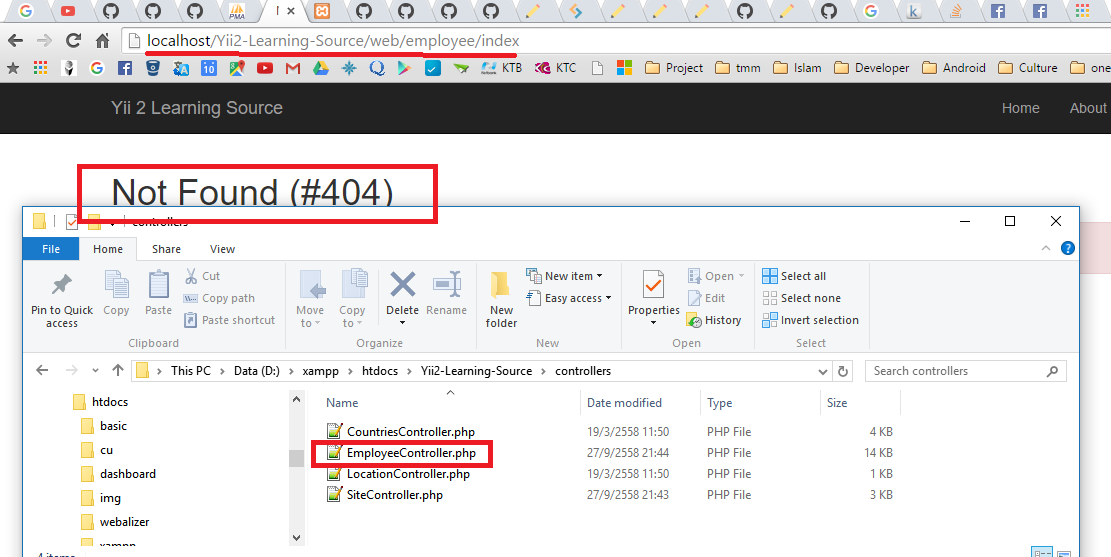 localhost/Yii2-Learning-Source/web/employee/index
KTB KTC Project tmm Islam Developer Android Culture one
Yii 2 Learning Source Home About
Not Found (#404)
controllers
File Home Share View
Pin to Quick access
Copy
Paste
Cut
Copy path
Paste shortcut
Clipboard
Move to
Copy to
Delete
Rename
Organize
New folder
New item
Easy access
New
Properties
Open
Edit
History
Open
Select all
Select none
Invert selection
Select
This PC > Data (D:) > xampp > htdocs > Yii2-Learning-Source > controllers
Search controllers
htdocs
basic
cu
dashboard
img
webalizer
xampp
Name Date modified Type Size
CountriesController.php 19/3/2558 11:50 PHP File 4 KB
EmployeeController.php 27/9/2558 21:44 PHP File 14 KB
LocationController.php 19/3/2558 11:50 PHP File 1 KB
SiteController.php 27/9/2558 21:43 PHP File 3 KB
4 items